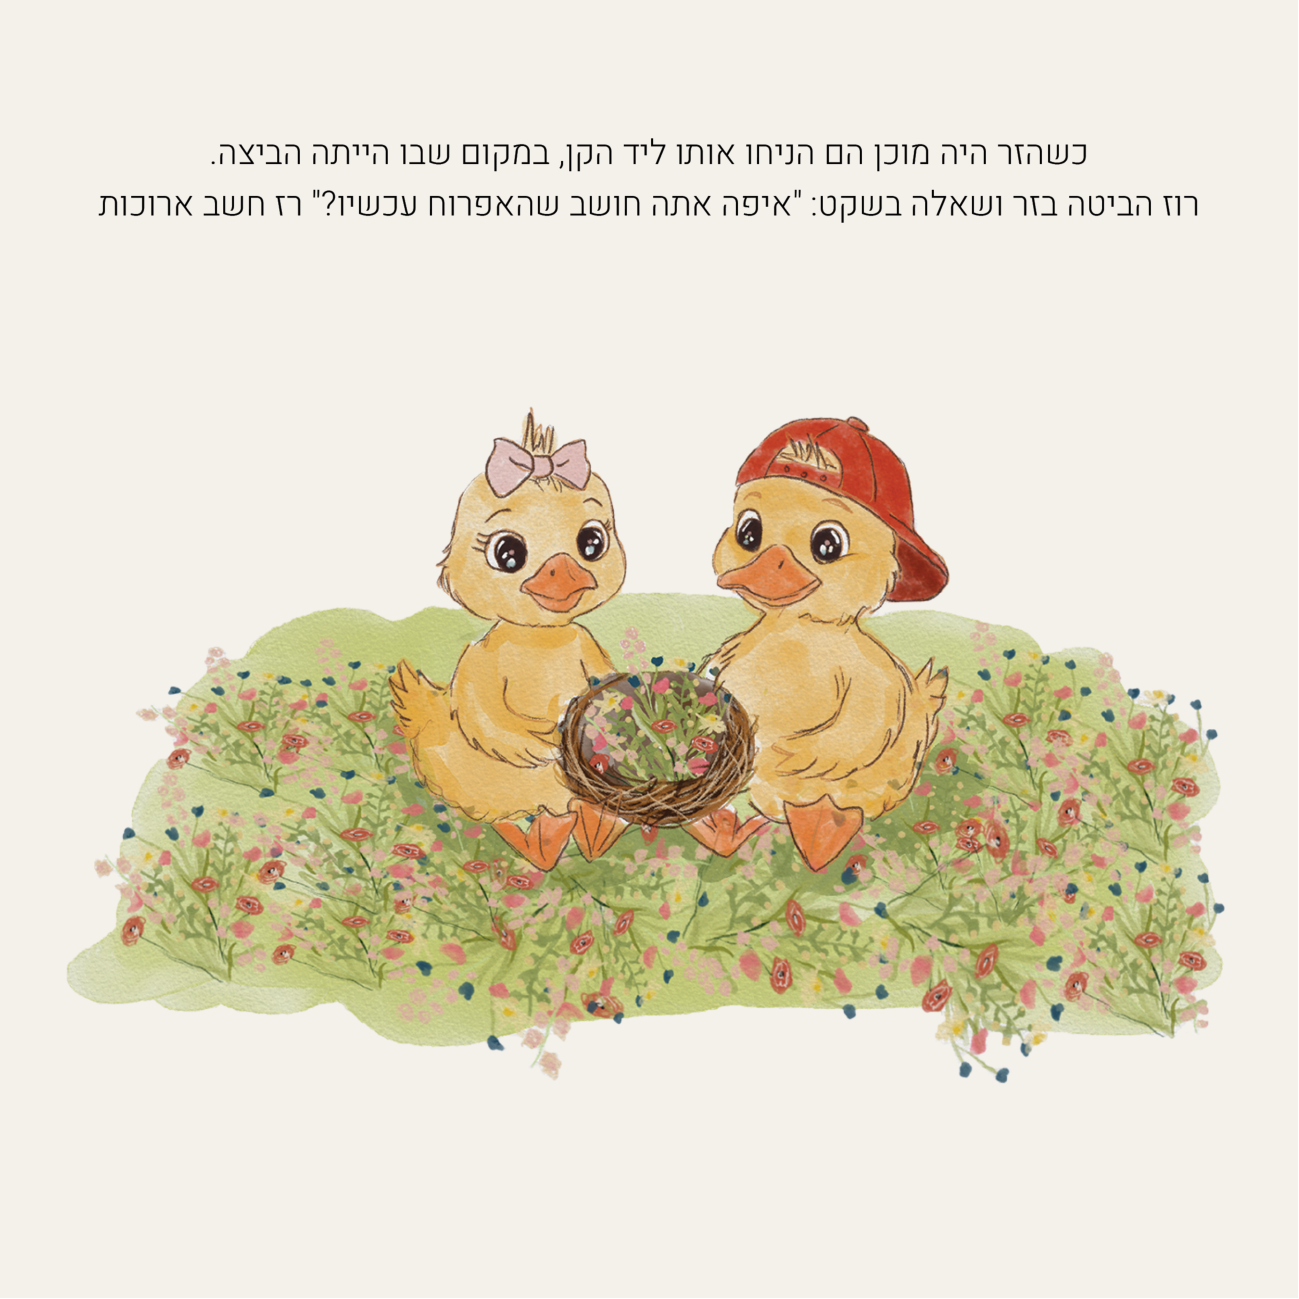 כשהזר היה מוכן הם הניחו אותו ליד הקן, במקום שבו הייתה הביצה.
רוז הביטה בזר ושאלה בשקט: "איפה אתה חושב שהאפרוח עכשיו?" רז חשב ארוכות